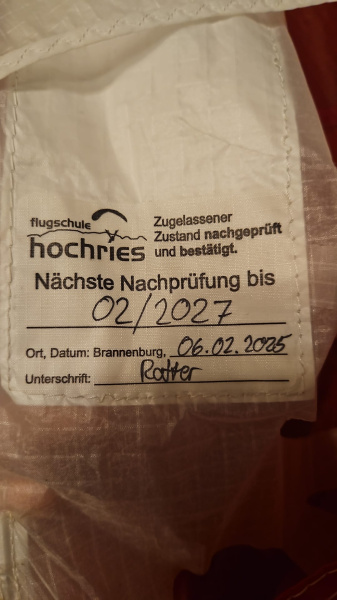 flugschule
hochries
Zugelassener
Zustand nachgeprüft
und bestätigt.
Nächste Nachprüfung bis
02/2027
Ort, Datum: Brannenburg, 06.02.2025
Unterschrift: Rotter